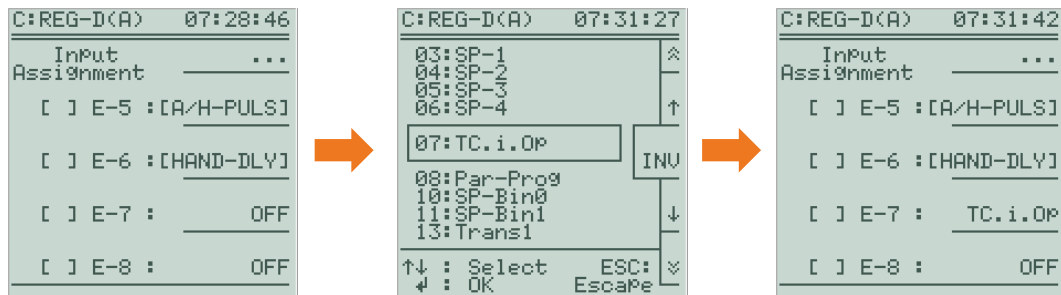 C:REG-D(A) 07:28:46
Input ...
Assignment
[ ] E-5 :[A/H-PULS]
[ ] E-6 :[HAND-DLY]
[ ] E-7 : OFF
[ ] E-8 : OFF
C:REG-D(A) 07:31:27
03:SP-1
04:SP-2
05:SP-3
06:SP-4
07:TC.i.Op
INV
08:Par-Prog
10:SP-Bin0
11:SP-Bin1
13:Trans1
↑↓ : Select ESC:
↲ : OK Escape
C:REG-D(A) 07:31:42
Input ...
Assignment
[ ] E-5 :[A/H-PULS]
[ ] E-6 :[HAND-DLY]
[ ] E-7 : TC.i.Op
[ ] E-8 : OFF